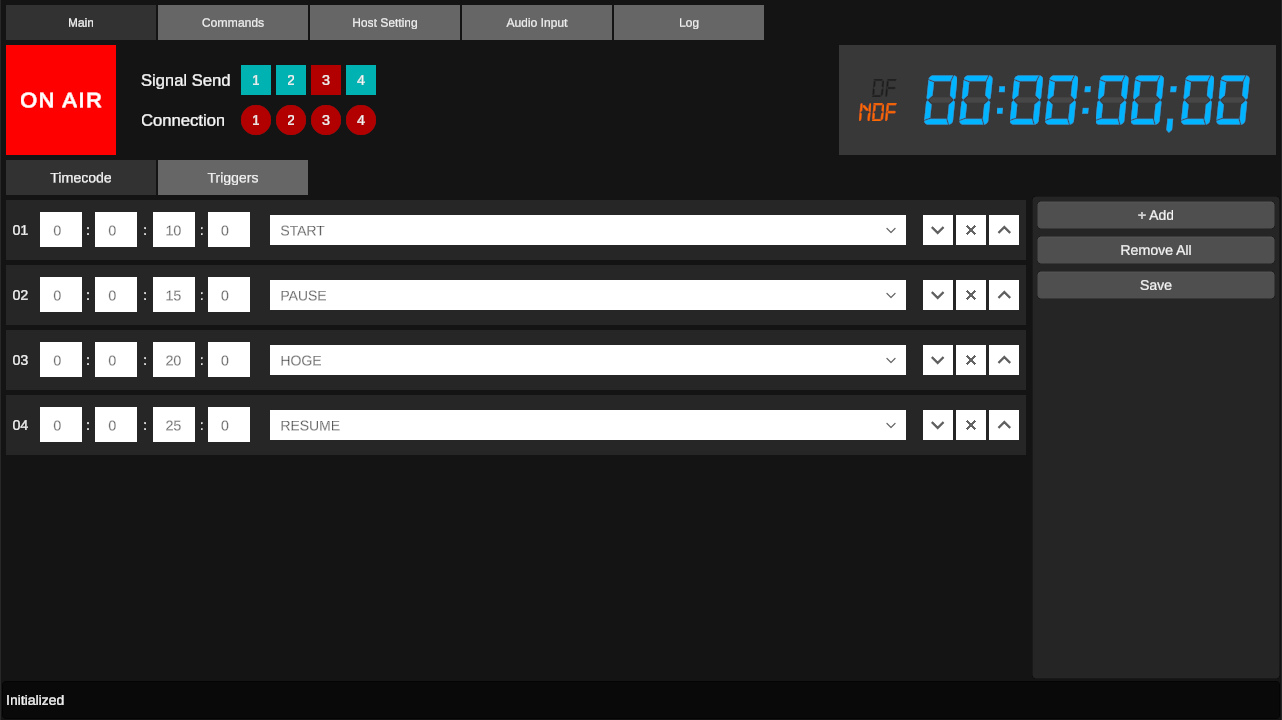 Main Commands Host Setting Audio Input Log
ON AIR
Signal Send 1 2 3 4
Connection 1 2 3 4
DF
NDF
00:00:00;00
Timecode Triggers
01 0 : 0 : 10 : 0 START
02 0 : 0 : 15 : 0 PAUSE
03 0 : 0 : 20 : 0 HOGE
04 0 : 0 : 25 : 0 RESUME
+ Add
Remove All
Save
Initialized